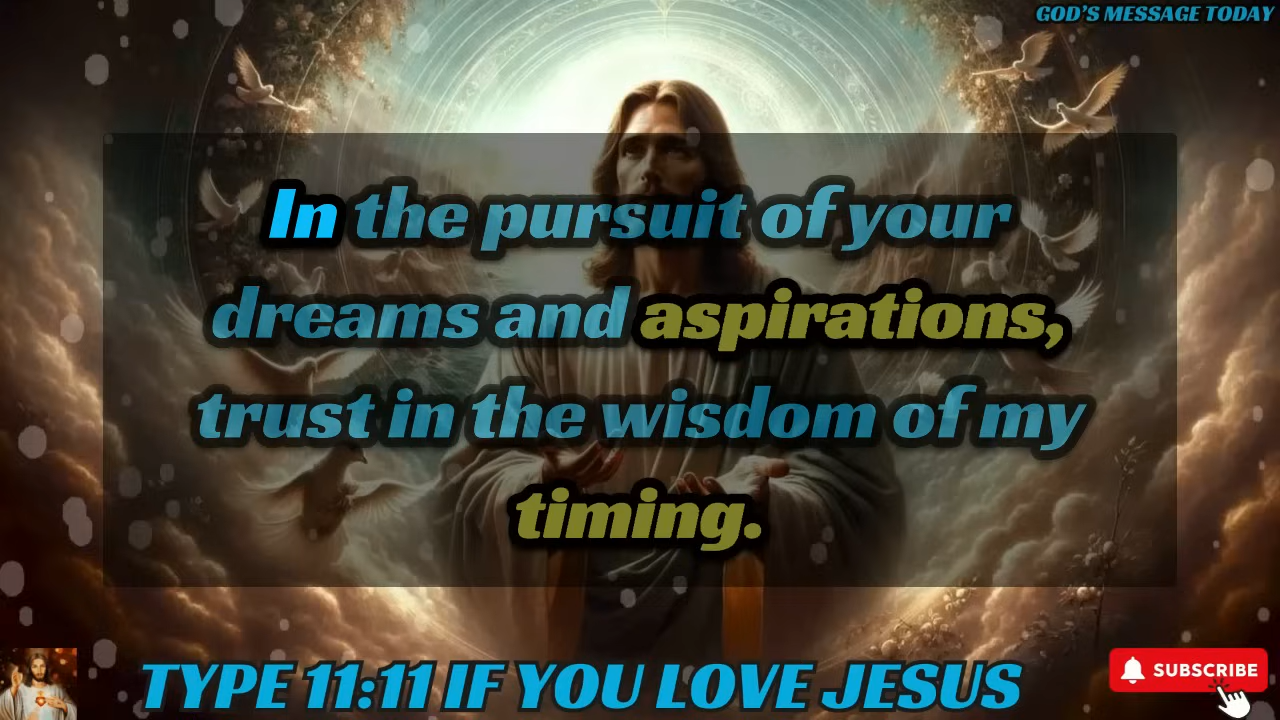 GOD'S MESSAGE TODAY
In the pursuit of your
dreams and aspirations,
trust in the wisdom of my
timing.
TYPE 11:11 IF YOU LOVE JESUS
SUBSCRIBE